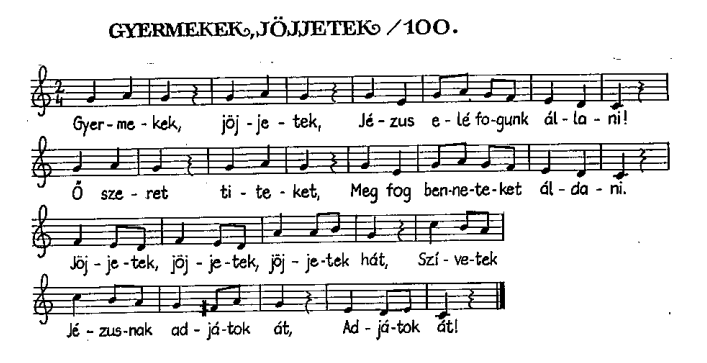 GYERMEKEK, JÖJJETEK /100.
Gyer-me-kek, jöj-je-tek, Jé-zus e-lé fo-gunk ál-la-ni!
Ő sze-ret ti-te-ket, Meg fog ben-ne-te-ket ál-da-ni.
Jöj-je-tek, jöj-je-tek, jöj-je-tek hát, Szí-ve-tek
Jé-zus-nak ad-já-tok át, Ad-já-tok át!